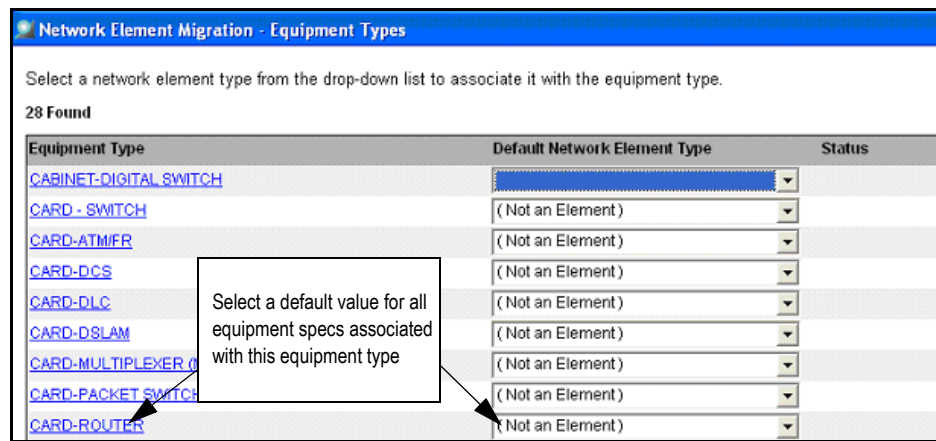 Network Element Migration - Equipment Types
Select a network element type from the drop-down list to associate it with the equipment type.
28 Found
Equipment Type Default Network Element Type Status
CABINET-DIGITAL SWITCH
CARD - SWITCH (Not an Element)
CARD-ATM/FR (Not an Element)
CARD-DCS (Not an Element)
CARD-DLC (Not an Element)
CARD-DSLAM (Not an Element)
CARD-MULTIPLEXER (Not an Element)
CARD-PACKET SWITCH (Not an Element)
CARD-ROUTER (Not an Element)
Select a default value for all
equipment specs associated
with this equipment type